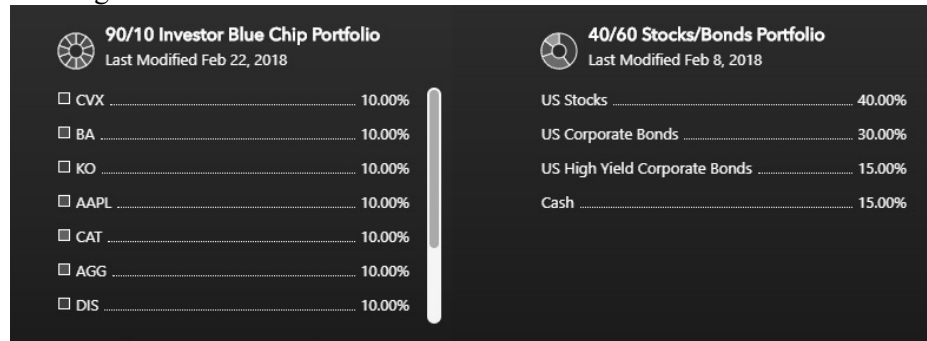 90/10 Investor Blue Chip Portfolio
Last Modified Feb 22, 2018
CVX 10.00%
BA 10.00%
KO 10.00%
AAPL 10.00%
CAT 10.00%
AGG 10.00%
DIS 10.00%
40/60 Stocks/Bonds Portfolio
Last Modified Feb 8, 2018
US Stocks 40.00%
US Corporate Bonds 30.00%
US High Yield Corporate Bonds 15.00%
Cash 15.00%